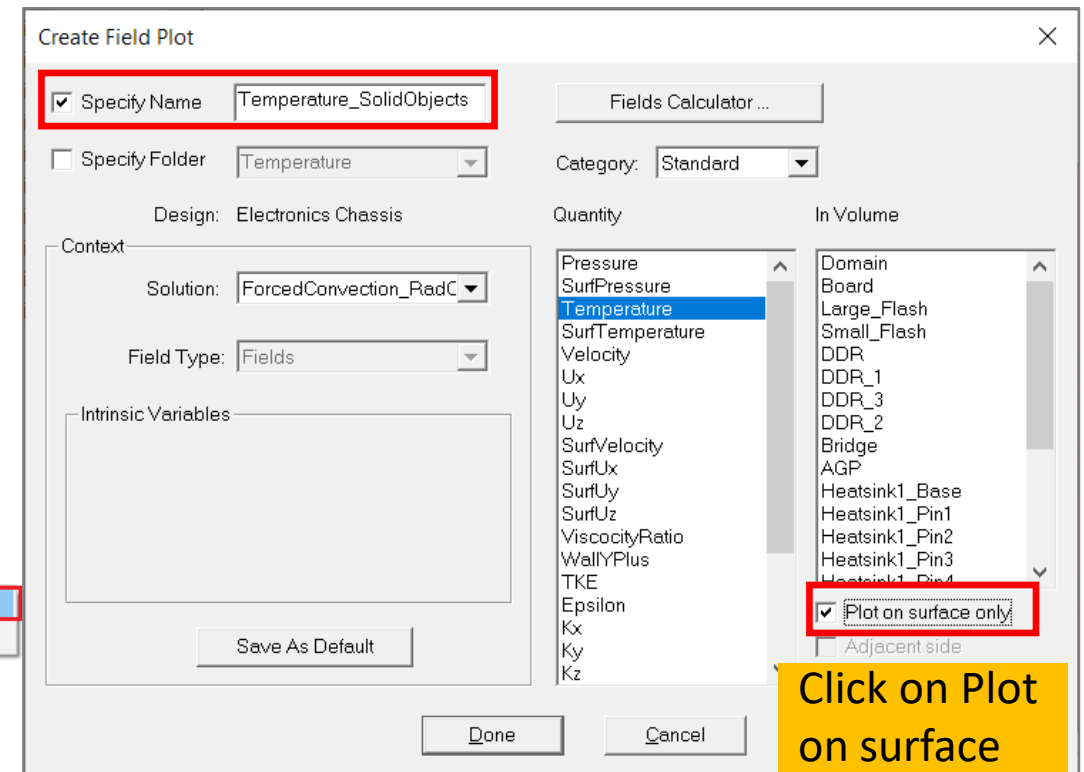 Create Field Plot
Specify Name
Temperature_SolidObjects
Fields Calculator ...
Specify Folder
Temperature
Category:
Standard
Design:
Electronics Chassis
Quantity
In Volume
Context
Solution:
ForcedConvection_RadC
Field Type:
Fields
Intrinsic Variables
Save As Default
Pressure
SurfPressure
Temperature
SurfTemperature
Velocity
Ux
Uy
Uz
SurfVelocity
SurfUx
SurfUy
SurfUz
ViscocityRatio
WallYPlus
TKE
Epsilon
Kx
Ky
Kz
Domain
Board
Large_Flash
Small_Flash
DDR
DDR_1
DDR_3
DDR_2
Bridge
AGP
Heatsink1_Base
Heatsink1_Pin1
Heatsink1_Pin2
Heatsink1_Pin3
Heatsink1_Pin4
Plot on surface only
Adjacent side
Done
Cancel
Click on Plot
on surface